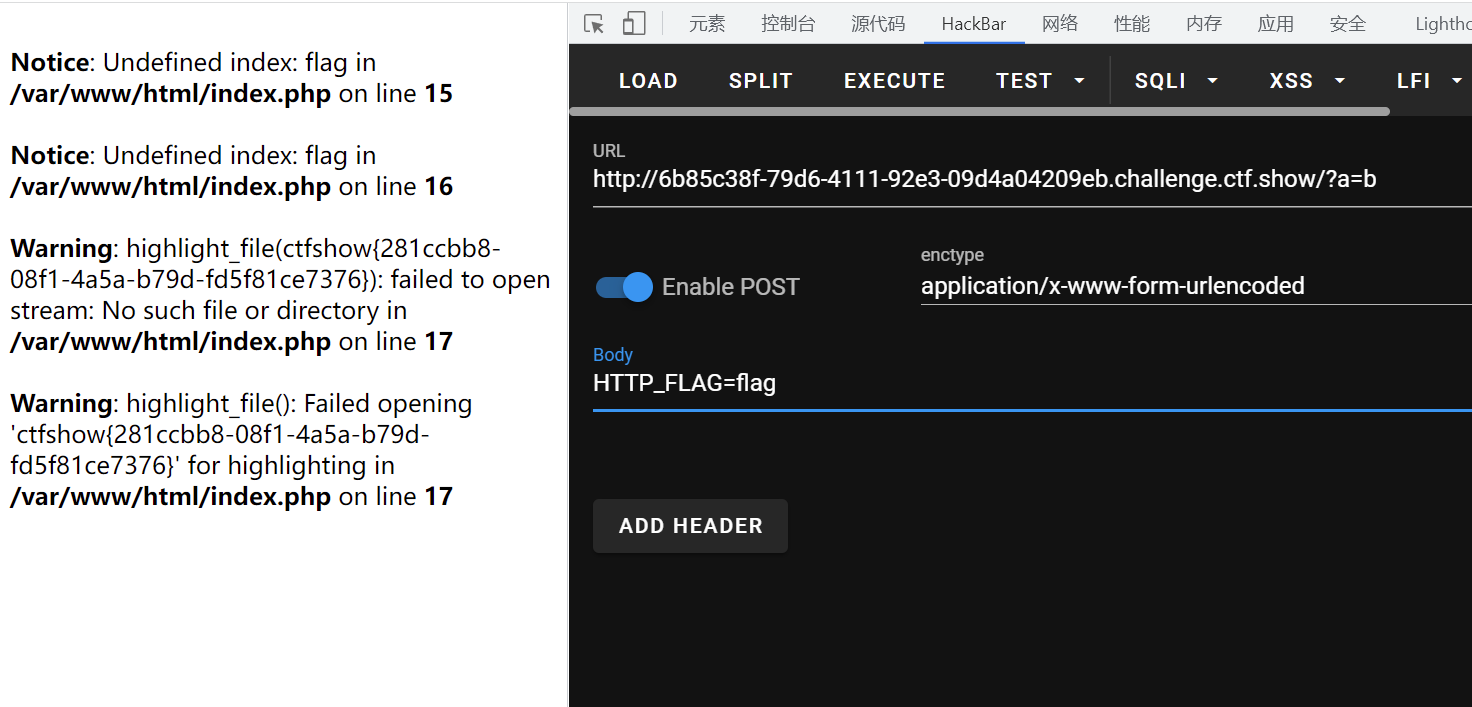 Notice: Undefined index: flag in
/var/www/html/index.php on line 15
Notice: Undefined index: flag in
/var/www/html/index.php on line 16
Warning: highlight_file(ctfshow{281ccbb8-
08f1-4a5a-b79d-fd5f81ce7376}): failed to open
stream: No such file or directory in
/var/www/html/index.php on line 17
Warning: highlight_file(): Failed opening
'ctfshow{281ccbb8-08f1-4a5a-b79d-
fd5f81ce7376}' for highlighting in
/var/www/html/index.php on line 17
元素 控制台 源代码 HackBar 网络 性能 内存 应用 安全 Lighthc
LOAD SPLIT EXECUTE TEST SQLI XSS LFI
URL
http://6b85c38f-79d6-4111-92e3-09d4a04209eb.challenge.ctf.show/?a=b
Enable POST
enctype
application/x-www-form-urlencoded
Body
HTTP_FLAG=flag
ADD HEADER